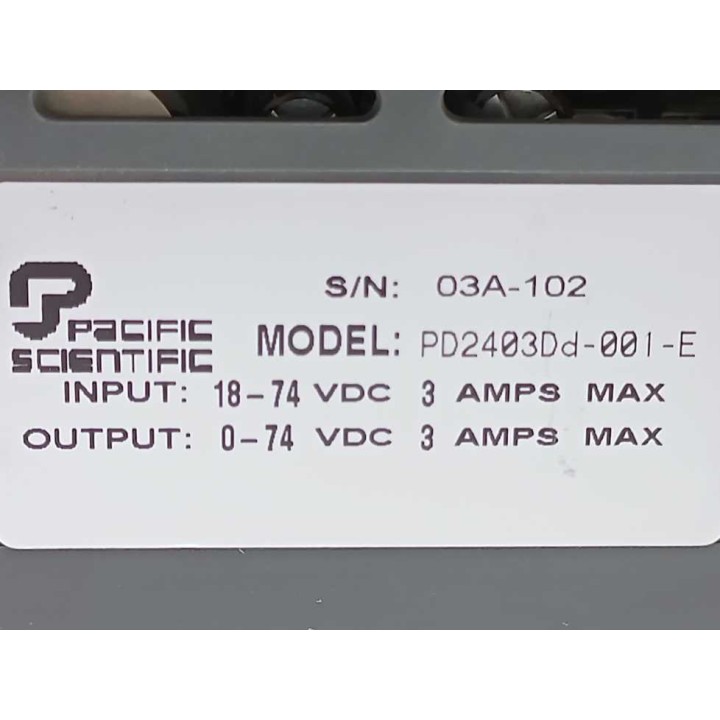 S/N: 03A-102
PACIFIC
SCIENTIFIC
MODEL: PD2403Dd-001-E
INPUT: 18-74 VDC 3 AMPS MAX
OUTPUT: 0-74 VDC 3 AMPS MAX